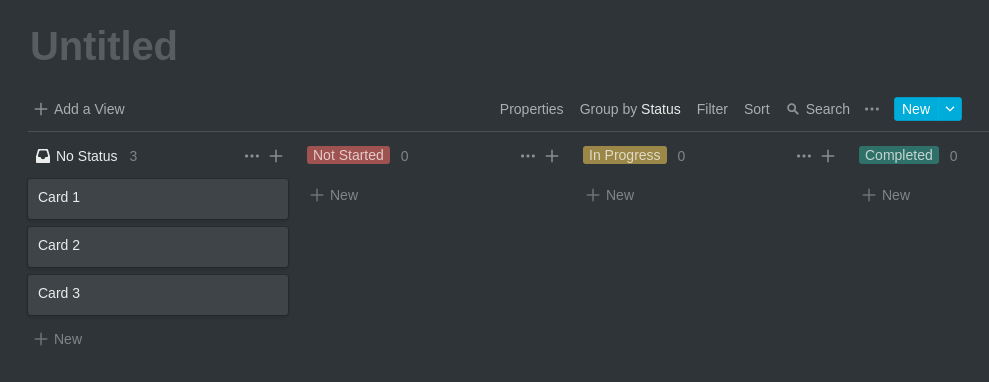 Untitled
Add a View Properties Group by Status Filter Sort Search New
No Status 3 Not Started 0 In Progress 0 Completed 0
Card 1 New New New
Card 2
Card 3
New